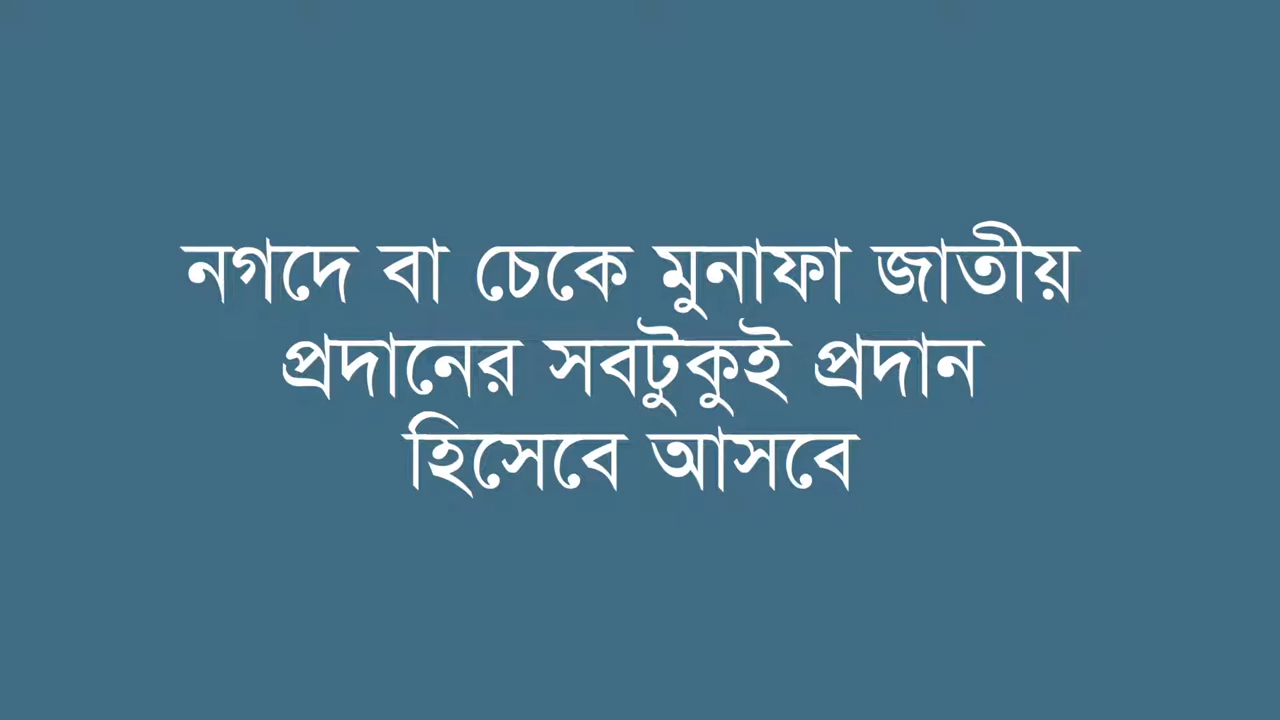 নগদে বা চেকে মুনাফা জাতীয়
প্রদানের সবটুকুই প্রদান
হিসেবে আসবে